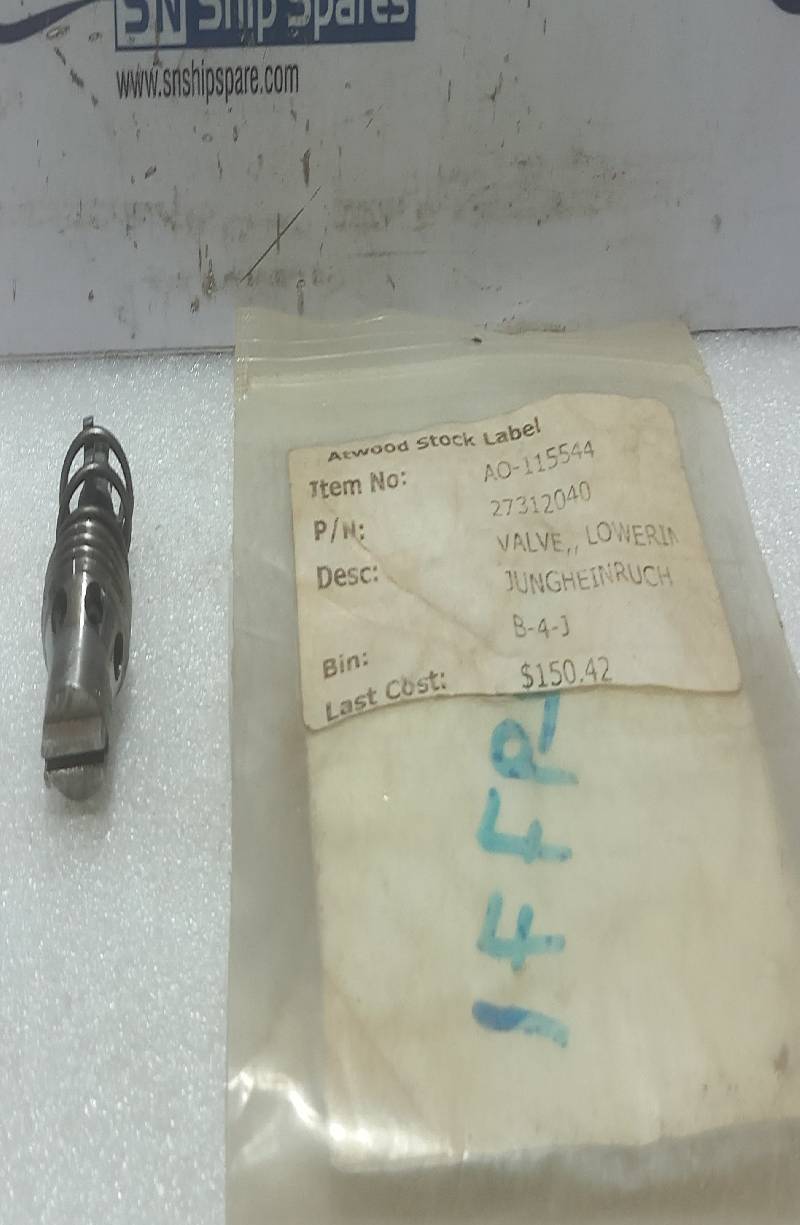 SN Ship Spares
www.snshipspare.com
Atwood Stock Label
Item No: AO-115544
P/N: 27312040
Desc: VALVE,, LOWERIN
JUNGHEINRUCH
Bin: B-4-J
Last Cost: $150.42